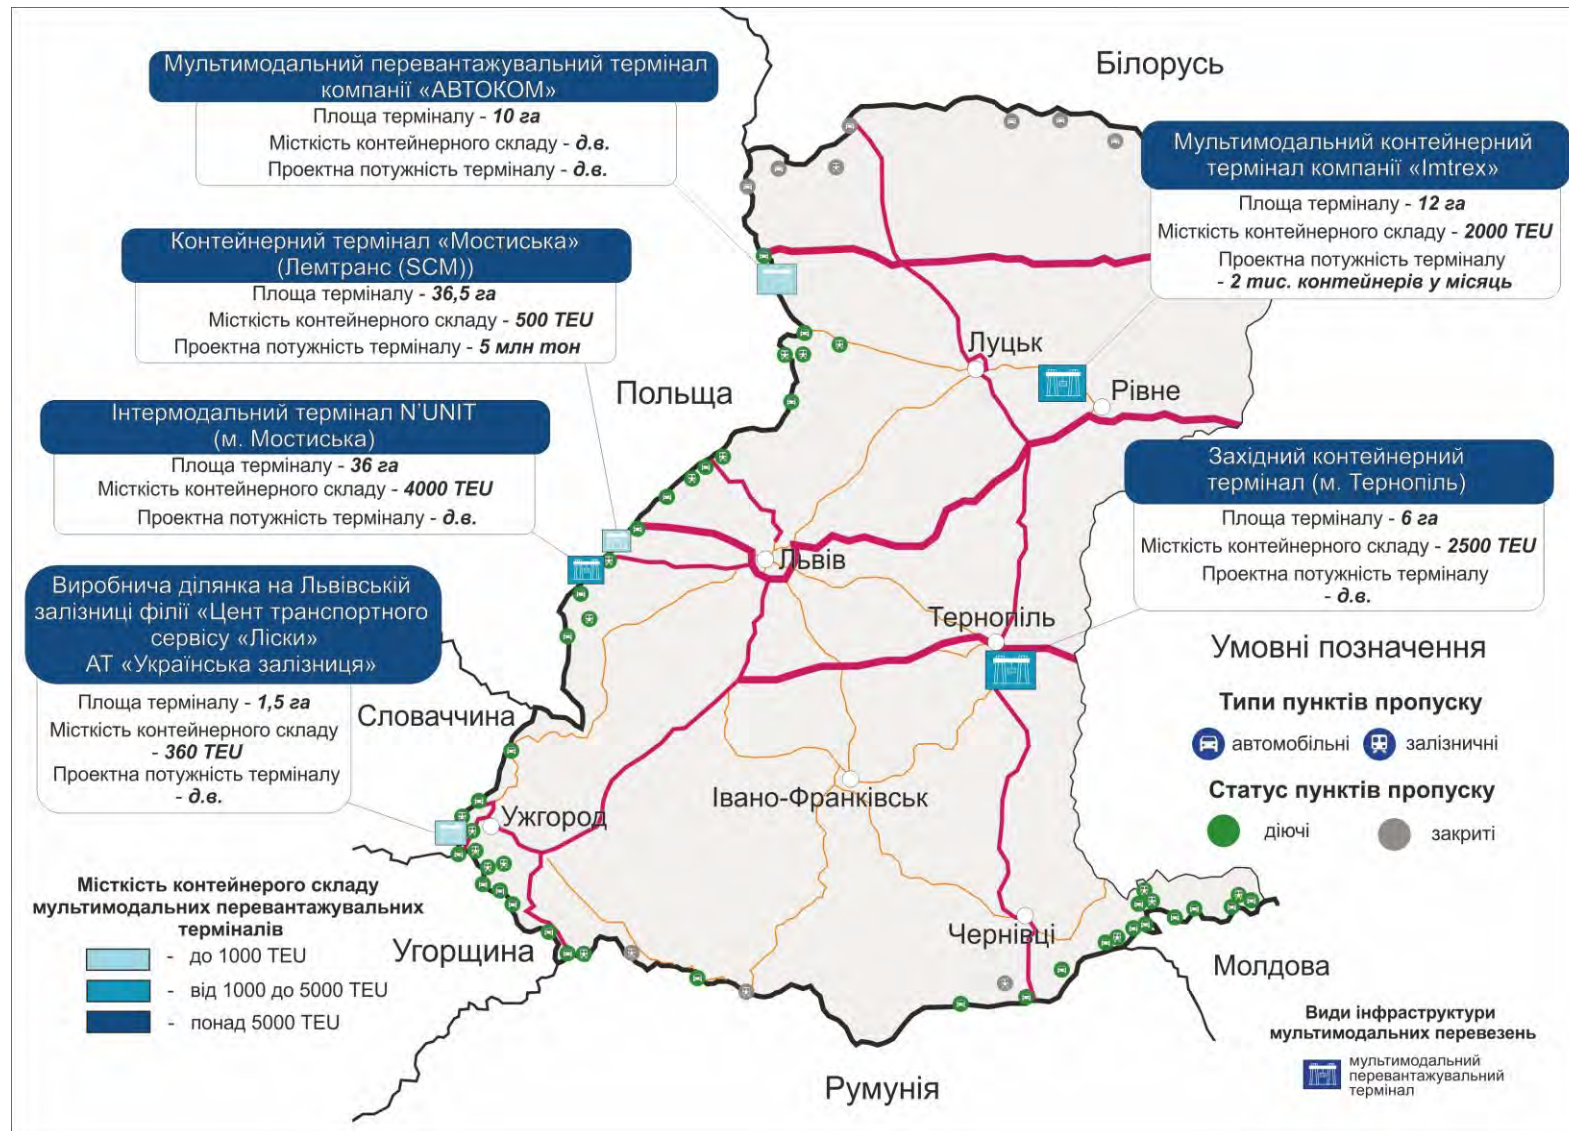 Білорусь
Мультимодальний перевантажувальний термінал
компанії «АВТОКОМ»
Площа терміналу - 10 га
Місткість контейнерного складу - д.в.
Проектна потужність терміналу - д.в.
Мультимодальний контейнерний
термінал компанії «Imtrex»
Площа терміналу - 12 га
Місткість контейнерного складу - 2000 TEU
Проектна потужність терміналу
- 2 тис. контейнерів у місяць
Контейнерний термінал «Мостиська»
(Лемтранс (SCM))
Площа терміналу - 36,5 га
Місткість контейнерного складу - 500 TEU
Проектна потужність терміналу - 5 млн тон
Луцьк
Рівне
Польща
Інтермодальний термінал N'UNIT
(м. Мостиська)
Площа терміналу - 36 га
Місткість контейнерного складу - 4000 TEU
Проектна потужність терміналу - д.в.
Західний контейнерний
термінал (м. Тернопіль)
Площа терміналу - 6 га
Місткість контейнерного складу - 2500 TEU
Проектна потужність терміналу
- д.в.
Львів
Тернопіль
Виробнича ділянка на Львівській
залізниці філії «Цент транспортного
сервісу «Ліски»
АТ «Українська залізниця»
Площа терміналу - 1,5 га
Місткість контейнерного складу
- 360 TEU
Проектна потужність терміналу
- д.в.
Словаччина
Ужгород
Івано-Франківськ
Умовні позначення
Типи пунктів пропуску
автомобільні
залізничні
Статус пунктів пропуску
діючі
закриті
Місткість контейнерого складу
мультимодальних перевантажувальних
терміналів
- до 1000 TEU
- від 1000 до 5000 TEU
- понад 5000 TEU
Угорщина
Чернівці
Молдова
Румунія
Види інфраструктури
мультимодальних перевезень
мультимодальний
перевантажувальний
термінал